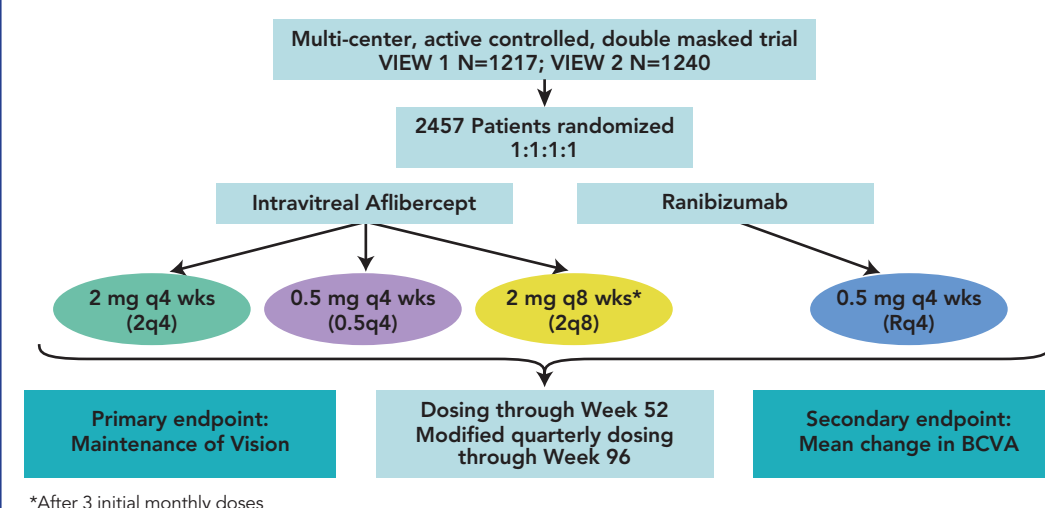 Multi-center, active controlled, double masked trial
VIEW 1 N=1217; VIEW 2 N=1240
2457 Patients randomized
1:1:1:1
Intravitreal Aflibercept
Ranibizumab
2 mg q4 wks
(2q4)
0.5 mg q4 wks
(0.5q4)
2 mg q8 wks*
(2q8)
0.5 mg q4 wks
(Rq4)
Primary endpoint:
Maintenance of Vision
Dosing through Week 52
Modified quarterly dosing
through Week 96
Secondary endpoint:
Mean change in BCVA
*After 3 initial monthly doses